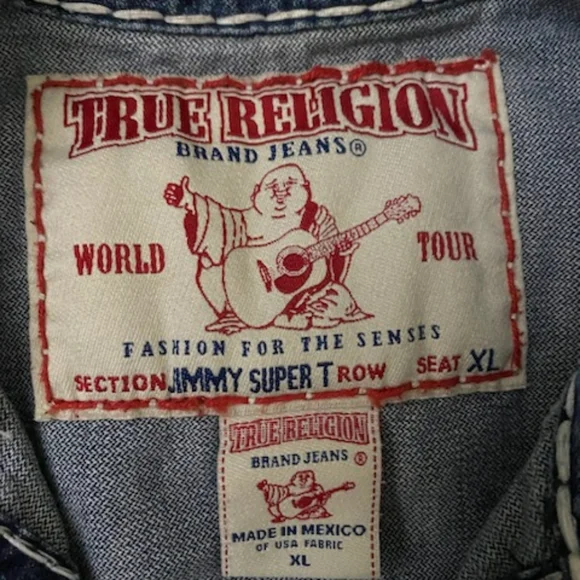 TRUE RELIGION
BRAND JEANS®
WORLD TOUR
FASHION FOR THE SENSES
SECTION JIMMY SUPER T ROW SEAT XL
TRUE RELIGION
BRAND JEANS ®
MADE IN MEXICO
OF USA FABRIC
XL